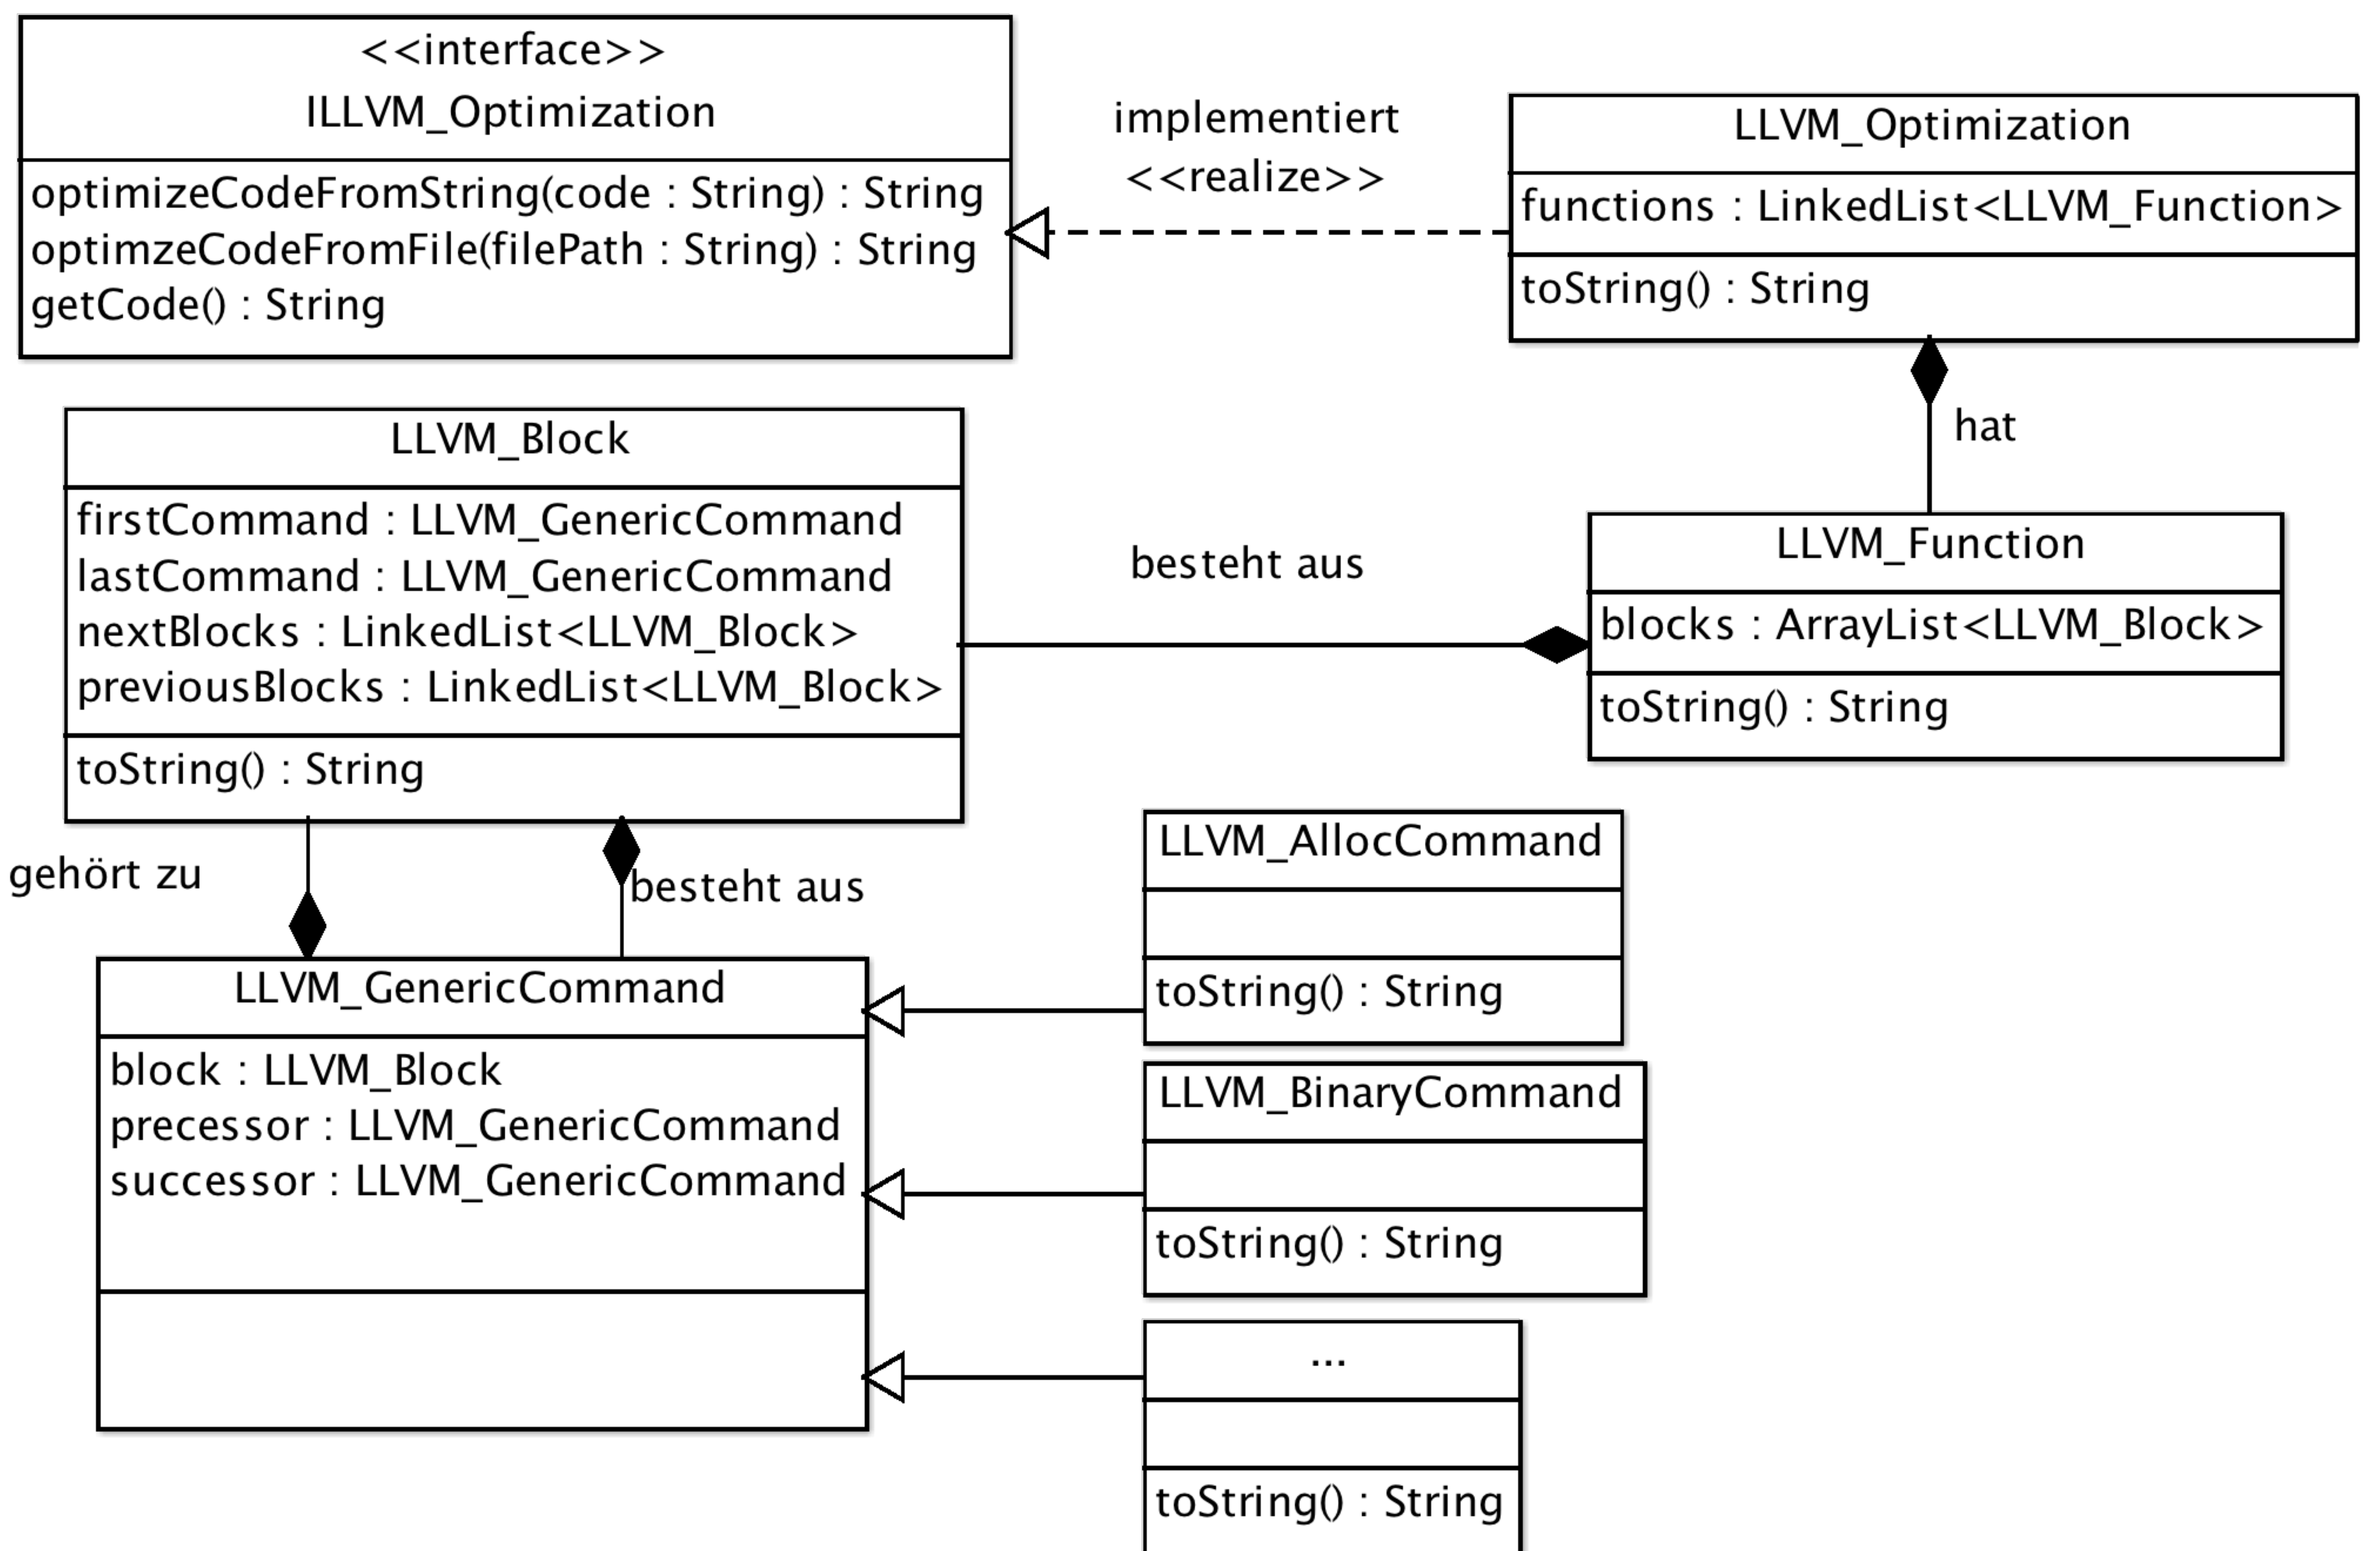 <<interface>>
ILLVM_Optimization
optimizeCodeFromString(code : String) : String
optimzeCodeFromFile(filePath : String) : String
getCode() : String
implementiert
<<realize>>
LLVM_Optimization
functions : LinkedList<LLVM_Function>
toString() : String
hat
LLVM_Block
firstCommand : LLVM_GenericCommand
lastCommand : LLVM_GenericCommand
nextBlocks : LinkedList<LLVM_Block>
previousBlocks : LinkedList<LLVM_Block>
toString() : String
besteht aus
LLVM_Function
blocks : ArrayList<LLVM_Block>
toString() : String
gehört zu
besteht aus
LLVM_GenericCommand
block : LLVM_Block
precessor : LLVM_GenericCommand
successor : LLVM_GenericCommand
LLVM_AllocCommand
toString() : String
LLVM_BinaryCommand
toString() : String
...
toString() : String